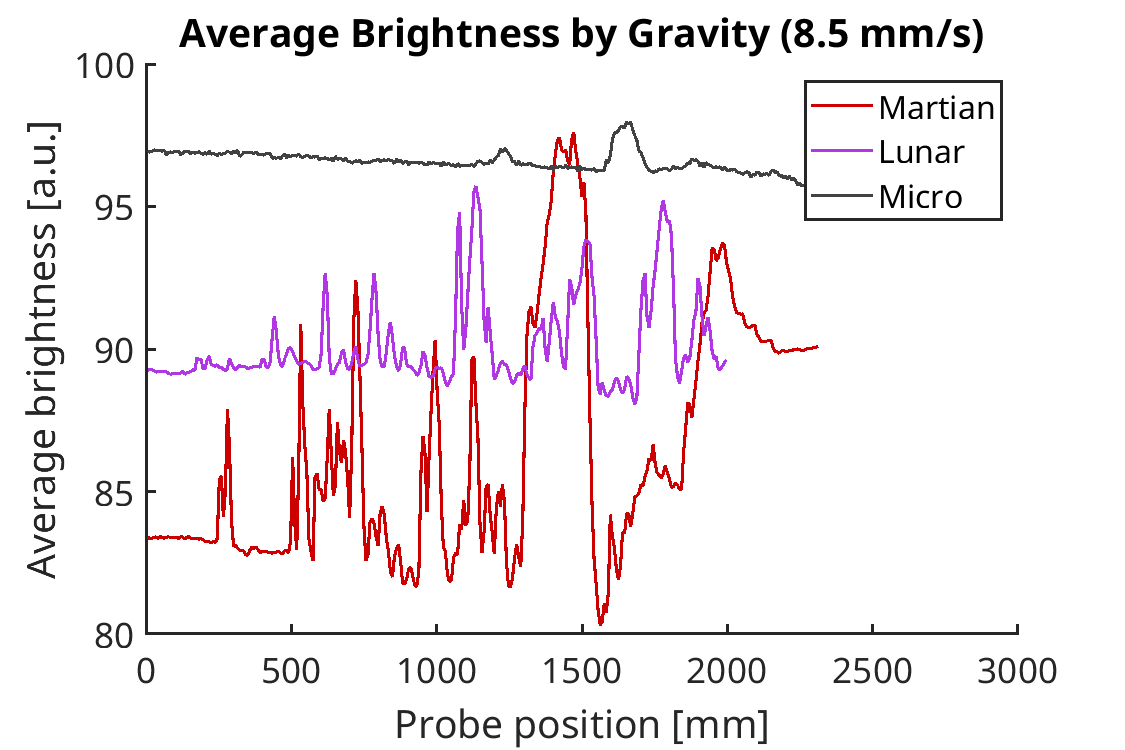 Average Brightness by Gravity (8.5 mm/s)
100
95
90
85
80
Average brightness [a.u.]
Martian
Lunar
Micro
0 500 1000 1500 2000 2500 3000
Probe position [mm]